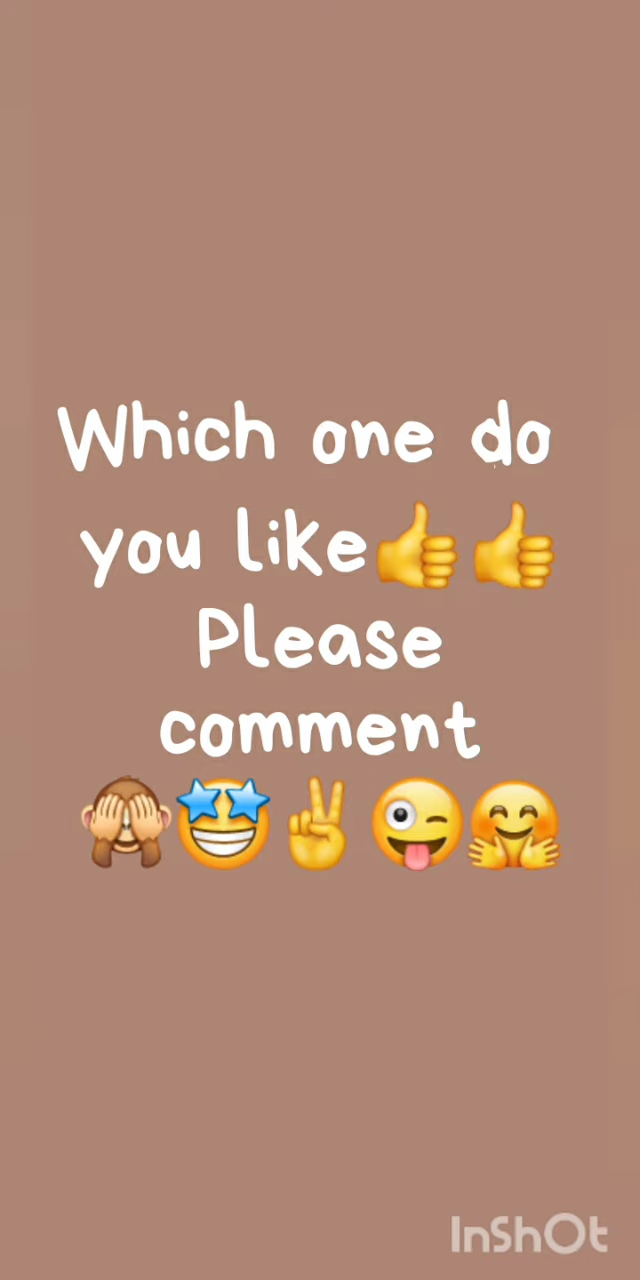 Which one do
you like👍👍
Please
comment
🙈🤩✌️😜🤗
InShOt